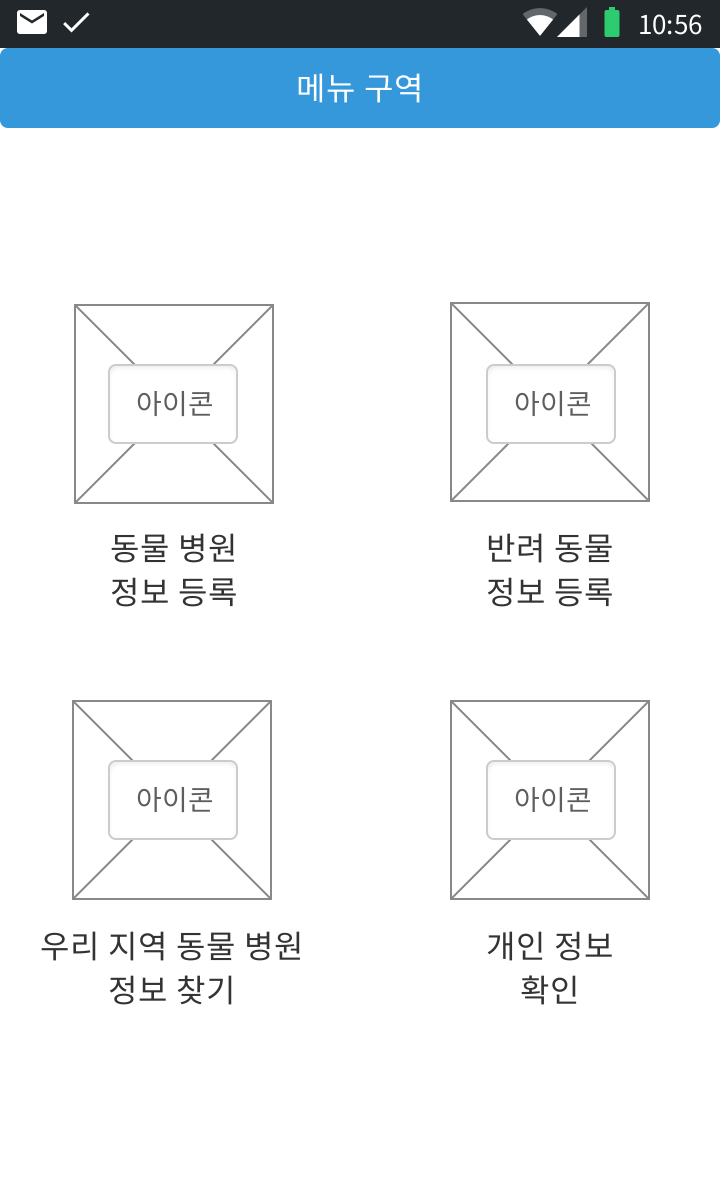 10:56
메뉴 구역
아이콘
아이콘
동물 병원
정보 등록
반려 동물
정보 등록
아이콘
아이콘
우리 지역 동물 병원
정보 찾기
개인 정보
확인